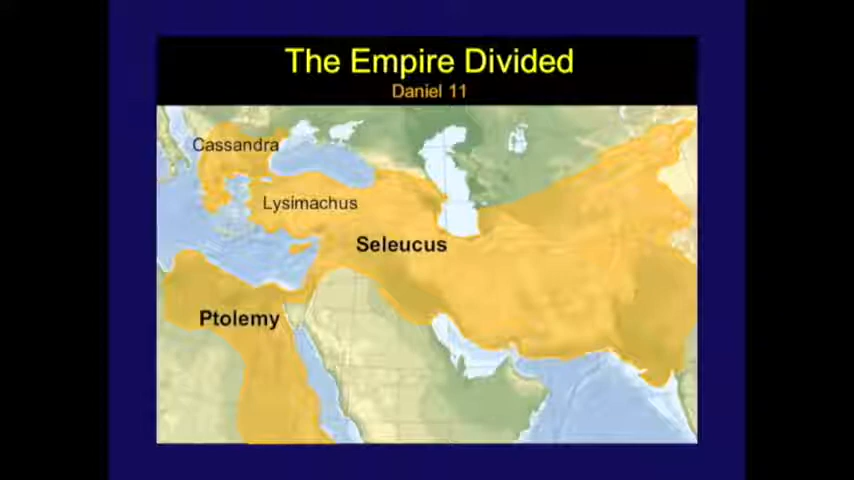 The Empire Divided
Daniel 11
Cassandra
Lysimachus
Seleucus
Ptolemy